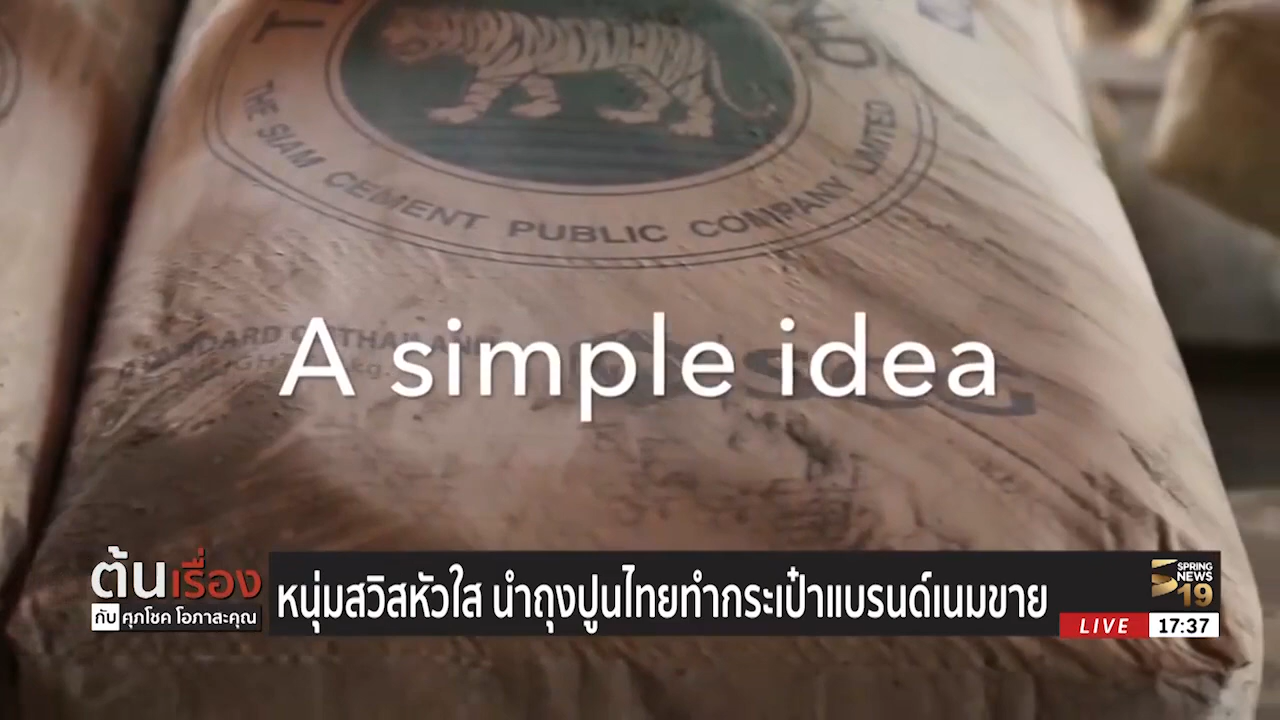 THE SIAM CEMENT PUBLIC COMPANY LIMITED
A simple idea
ต้นเรื่อง
กับ ศุภโชค โอภาสะคุณ
หนุ่มสวิสหัวใส นำถุงปูนไทยทำกระเป๋าแบรนด์เนมขาย
SPRING
NEWS
19
LIVE 17:37